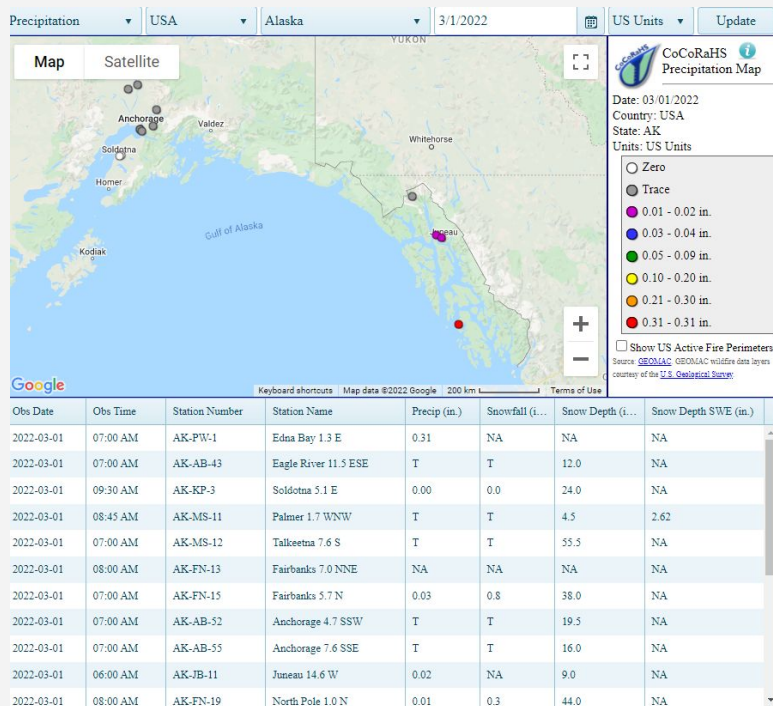 Precipitation USA Alaska 3/1/2022 US Units Update
Map Satellite
YUKON
Anchorage
Valdez
Soldotna
Homer
Kodiak
Gulf of Alaska
Whitehorse
Juneau
Google
Keyboard shortcuts Map data ©2022 Google 200 km Terms of Use
CoCoRaHS
CoCoRaHS
Precipitation Map
Date: 03/01/2022
Country: USA
State: AK
Units: US Units
Zero
Trace
0.01 - 0.02 in.
0.03 - 0.04 in.
0.05 - 0.09 in.
0.10 - 0.20 in.
0.21 - 0.30 in.
0.31 - 0.31 in.
Show US Active Fire Perimeters
Source: GEOMAC. GEOMAC wildfire data layers
courtesy of the U.S. Geological Survey.
Obs Date Obs Time Station Number Station Name Precip (in.) Snowfall (i... Snow Depth (i... Snow Depth SWE (in.)
2022-03-01 07:00 AM AK-PW-1 Edna Bay 1.3 E 0.31 NA NA NA
2022-03-01 07:00 AM AK-AB-43 Eagle River 11.5 ESE T T 12.0 NA
2022-03-01 09:30 AM AK-KP-3 Soldotna 5.1 E 0.00 0.0 24.0 NA
2022-03-01 08:45 AM AK-MS-11 Palmer 1.7 WNW T T 4.5 2.62
2022-03-01 07:00 AM AK-MS-12 Talkeetna 7.6 S T T 55.5 NA
2022-03-01 08:00 AM AK-FN-13 Fairbanks 7.0 NNE NA NA NA NA
2022-03-01 07:00 AM AK-FN-15 Fairbanks 5.7 N 0.03 0.8 38.0 NA
2022-03-01 07:00 AM AK-AB-52 Anchorage 4.7 SSW T T 19.5 NA
2022-03-01 07:00 AM AK-AB-55 Anchorage 7.6 SSE T T 16.0 NA
2022-03-01 06:00 AM AK-JB-11 Juneau 14.6 W 0.02 NA 9.0 NA
2022-03-01 08:00 AM AK-FN-19 North Pole 1.0 N 0.01 0.3 44.0 NA